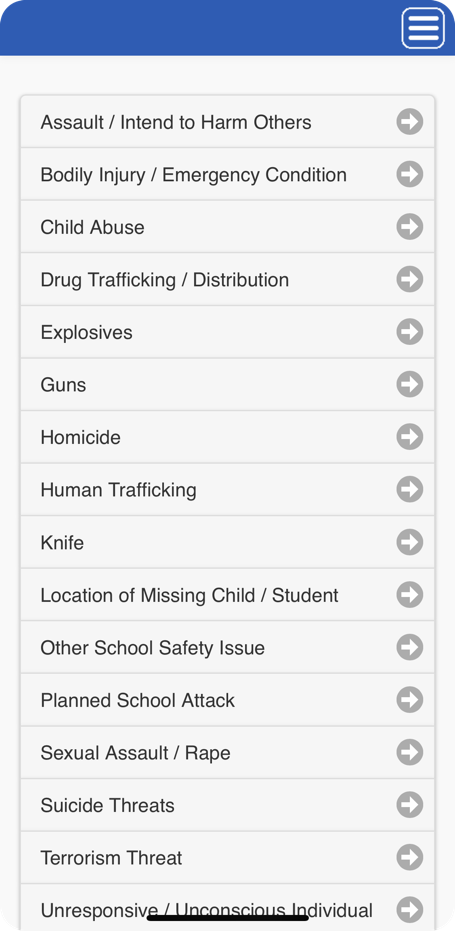 Assault / Intend to Harm Others
Bodily Injury / Emergency Condition
Child Abuse
Drug Trafficking / Distribution
Explosives
Guns
Homicide
Human Trafficking
Knife
Location of Missing Child / Student
Other School Safety Issue
Planned School Attack
Sexual Assault / Rape
Suicide Threats
Terrorism Threat
Unresponsive / Unconscious Individual